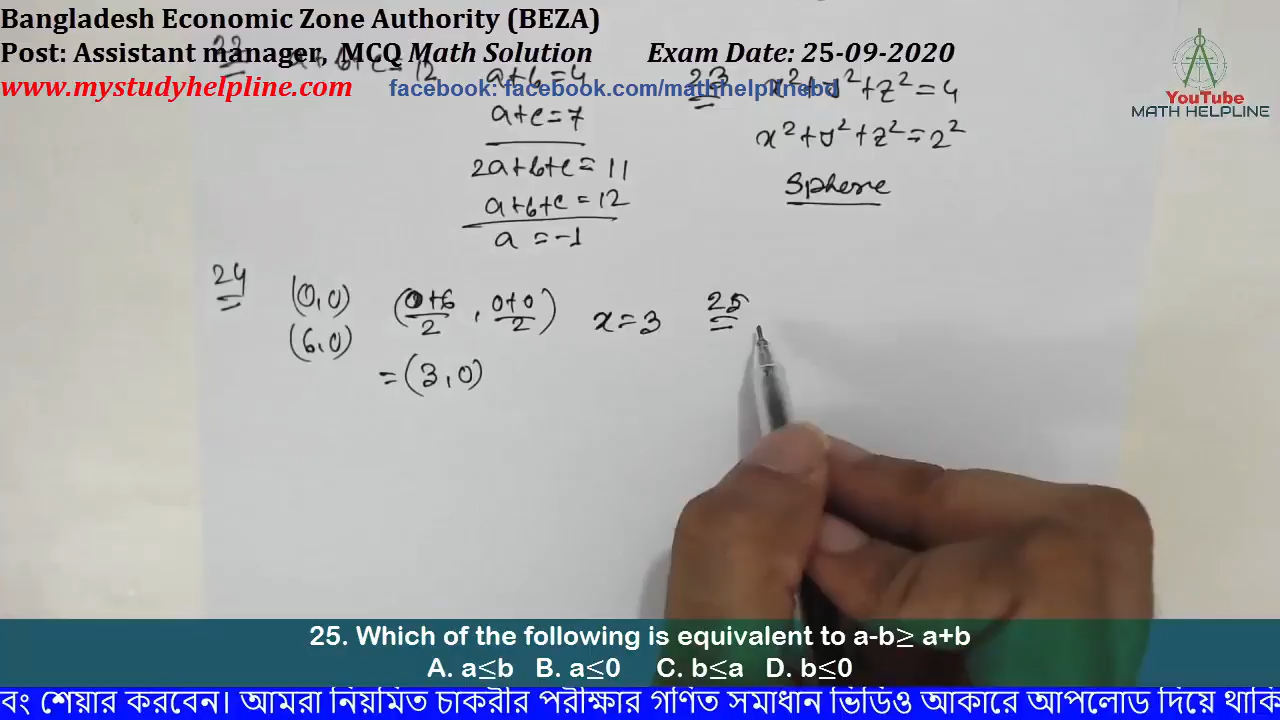 Bangladesh Economic Zone Authority (BEZA)
Post: Assistant manager, MCQ Math Solution Exam Date: 25-09-2020
www.mystudyhelpline.com facebook: facebook.com/mathhelplinebd
YouTube
MATH HELPLINE
22 a+b+c=12
a+b=4
a+c=7
2a+b+c=11
a+b+c=12
a=-1
23 x²+y²+z²=4
x²+y²+z²=2²
Sphere
24 (0,0) (0+6/2, 0+0/2) x=3
(6,0)
=(3,0)
25
25. Which of the following is equivalent to a-b≥ a+b
A. a≤b B. a≤0 C. b≤a D. b≤0
বং শেয়ার করবেন। আমরা নিয়মিত চাকরীর পরীক্ষার গণিত সমাধান ভিডিও আকারে আপলোড দিয়ে থাকি